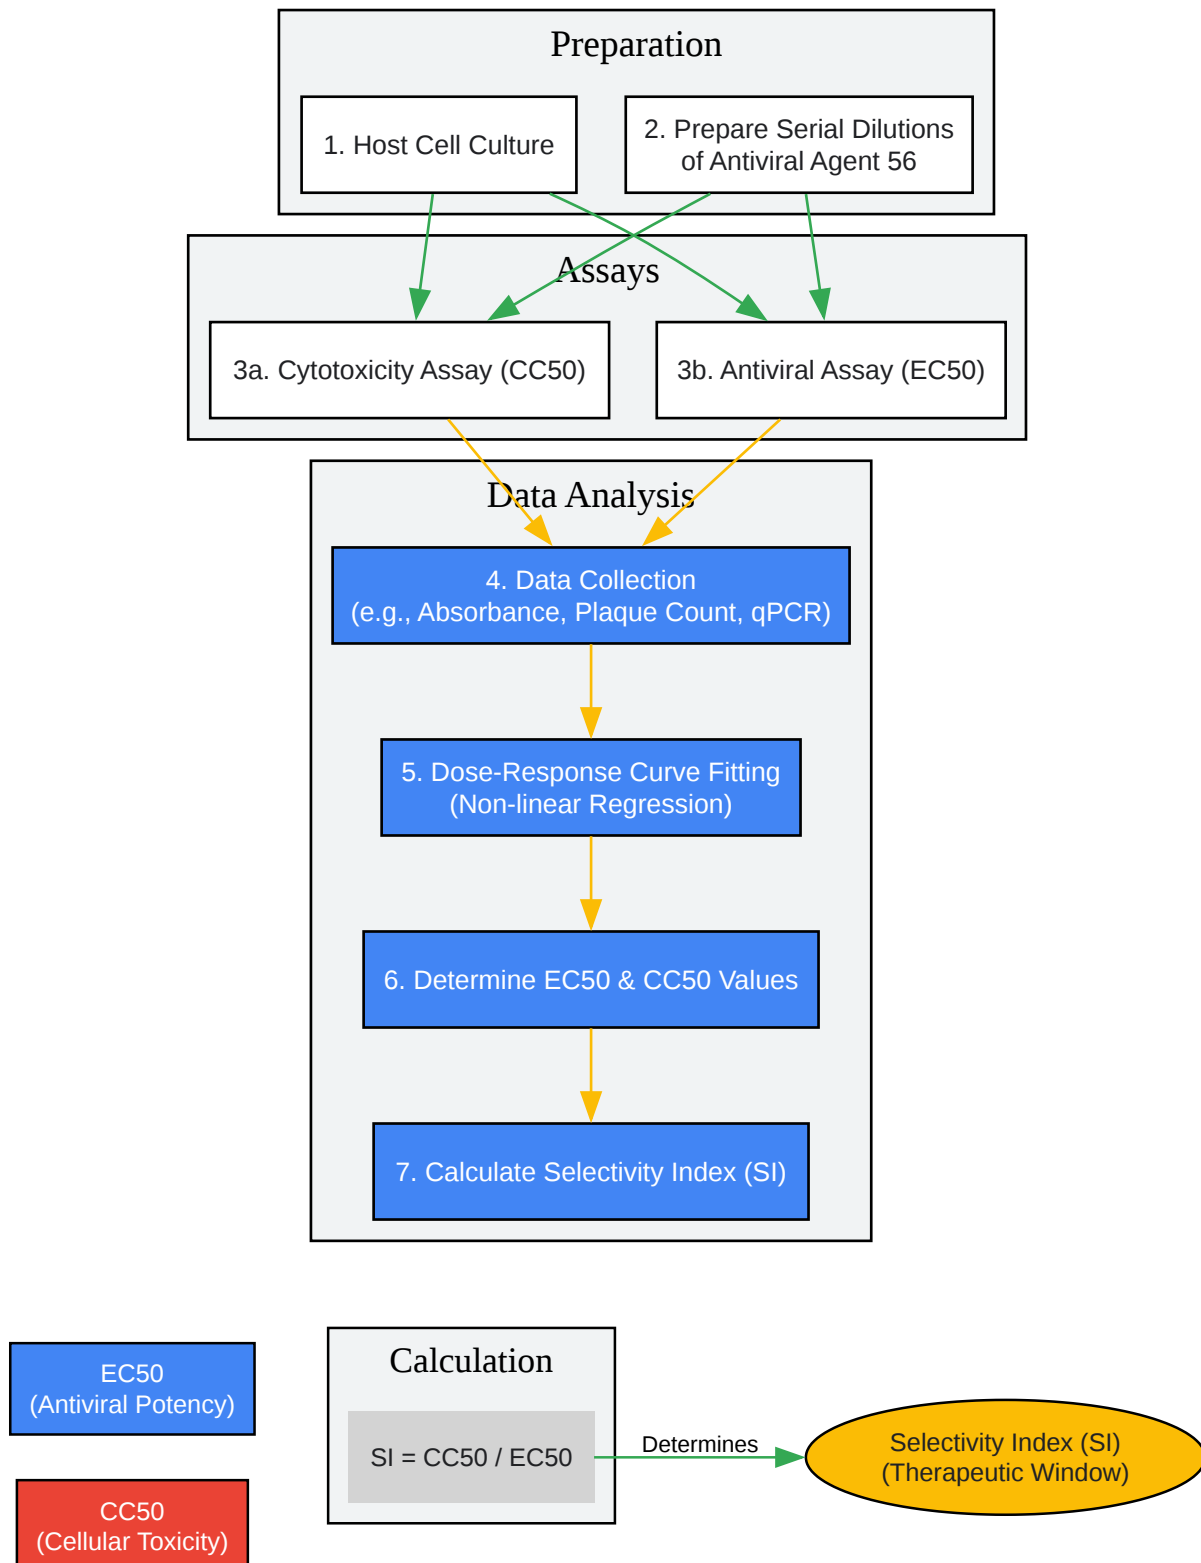 Preparation
1. Host Cell Culture
2. Prepare Serial Dilutions
of Antiviral Agent 56
Assays
3a. Cytotoxicity Assay (CC50)
3b. Antiviral Assay (EC50)
Data Analysis
4. Data Collection
(e.g., Absorbance, Plaque Count, qPCR)
5. Dose-Response Curve Fitting
(Non-linear Regression)
6. Determine EC50 & CC50 Values
7. Calculate Selectivity Index (SI)
EC50
(Antiviral Potency)
CC50
(Cellular Toxicity)
Calculation
SI = CC50 / EC50
Determines
Selectivity Index (SI)
(Therapeutic Window)